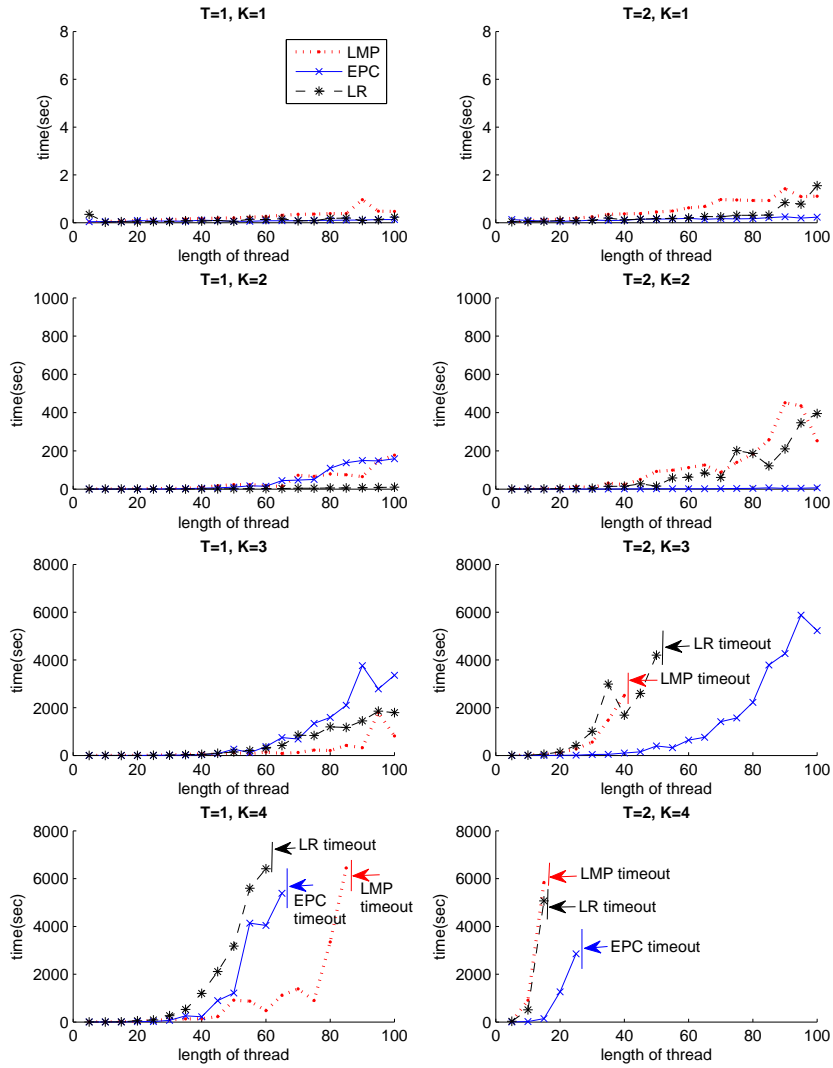 T=1, K=1
8
6
4
2
0
0 20 40 60 80 100
time(sec)
length of thread
LMP
EPC
LR
T=2, K=1
8
6
4
2
0
0 20 40 60 80 100
time(sec)
length of thread
T=1, K=2
1000
800
600
400
200
0
0 20 40 60 80 100
time(sec)
length of thread
T=2, K=2
1000
800
600
400
200
0
0 20 40 60 80 100
time(sec)
length of thread
T=1, K=3
8000
6000
4000
2000
0
0 20 40 60 80 100
time(sec)
length of thread
T=2, K=3
8000
6000
4000
2000
0
0 20 40 60 80 100
time(sec)
length of thread
LR timeout
LMP timeout
T=1, K=4
8000
6000
4000
2000
0
0 20 40 60 80 100
time(sec)
length of thread
LR timeout
EPC
timeout
LMP
timeout
T=2, K=4
8000
6000
4000
2000
0
0 20 40 60 80 100
time(sec)
length of thread
LMP timeout
LR timeout
EPC timeout